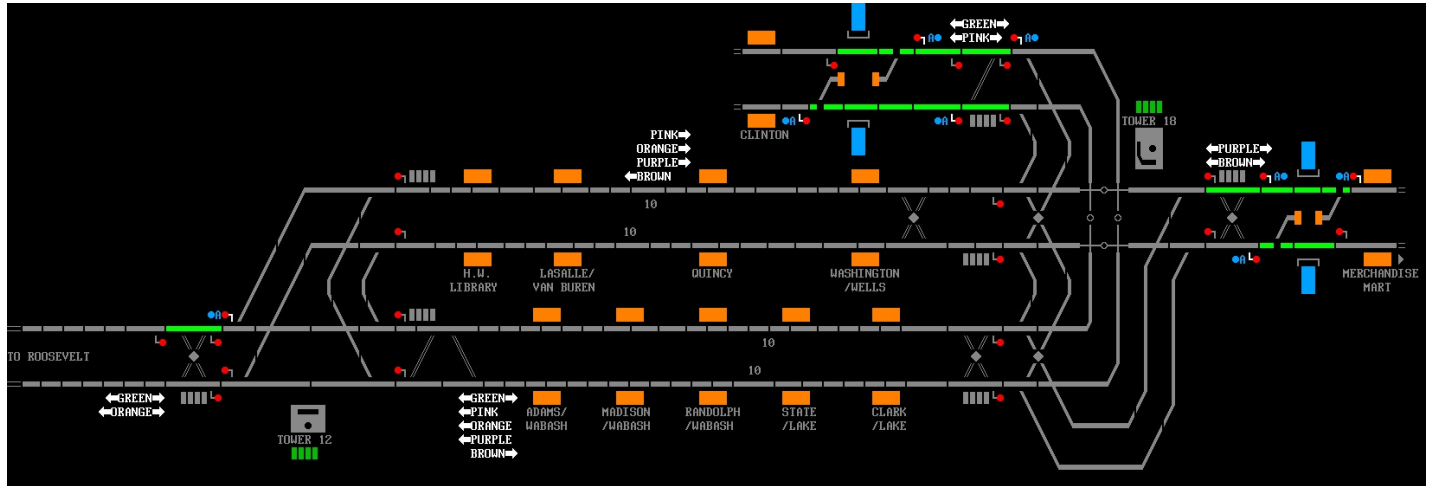 ⬅GREEN➡
A A
⬅PINK➡
A A
CLINTON
TOWER 18
PINK➡
ORANGE➡
PURPLE➡
⬅BROWN
⬅PURPLE➡
⬅BROWN➡
A A
10
10
A
H.W.
LIBRARY
LASALLE/
VAN BUREN
QUINCY
WASHINGTON
/WELLS
MERCHANDISE
MART
A
TO ROOSEVELT
10
10
⬅GREEN➡
⬅ORANGE➡
TOWER 12
⬅GREEN➡
⬅PINK
⬅ORANGE
⬅PURPLE
BROWN➡
ADAMS/
WABASH
MADISON
/WABASH
RANDOLPH
/WABASH
STATE
/LAKE
CLARK
/LAKE